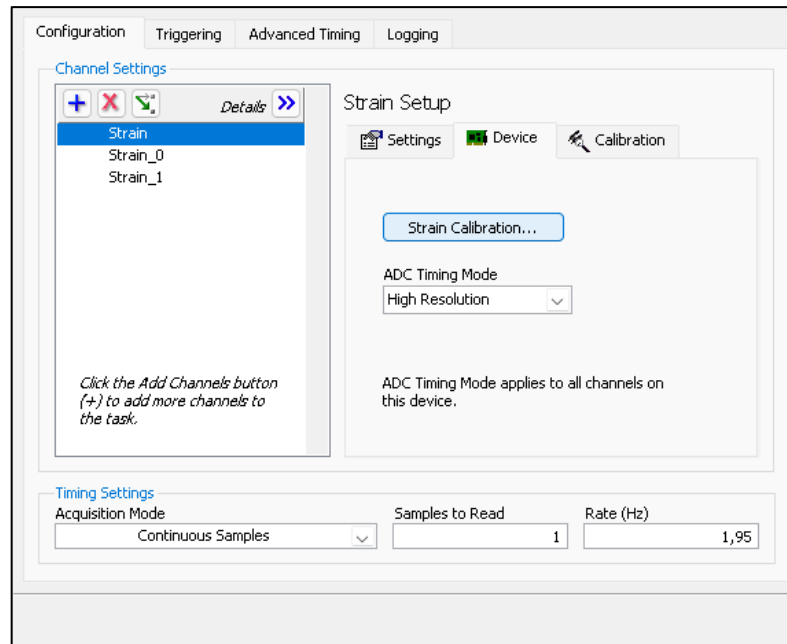 Configuration
Triggering
Advanced Timing
Logging
Channel Settings
Details
Strain
Strain_0
Strain_1
Click the Add Channels button
(+) to add more channels to
the task.
Strain Setup
Settings
Device
Calibration
Strain Calibration...
ADC Timing Mode
High Resolution
ADC Timing Mode applies to all channels on
this device.
Timing Settings
Acquisition Mode
Continuous Samples
Samples to Read
1
Rate (Hz)
1,95